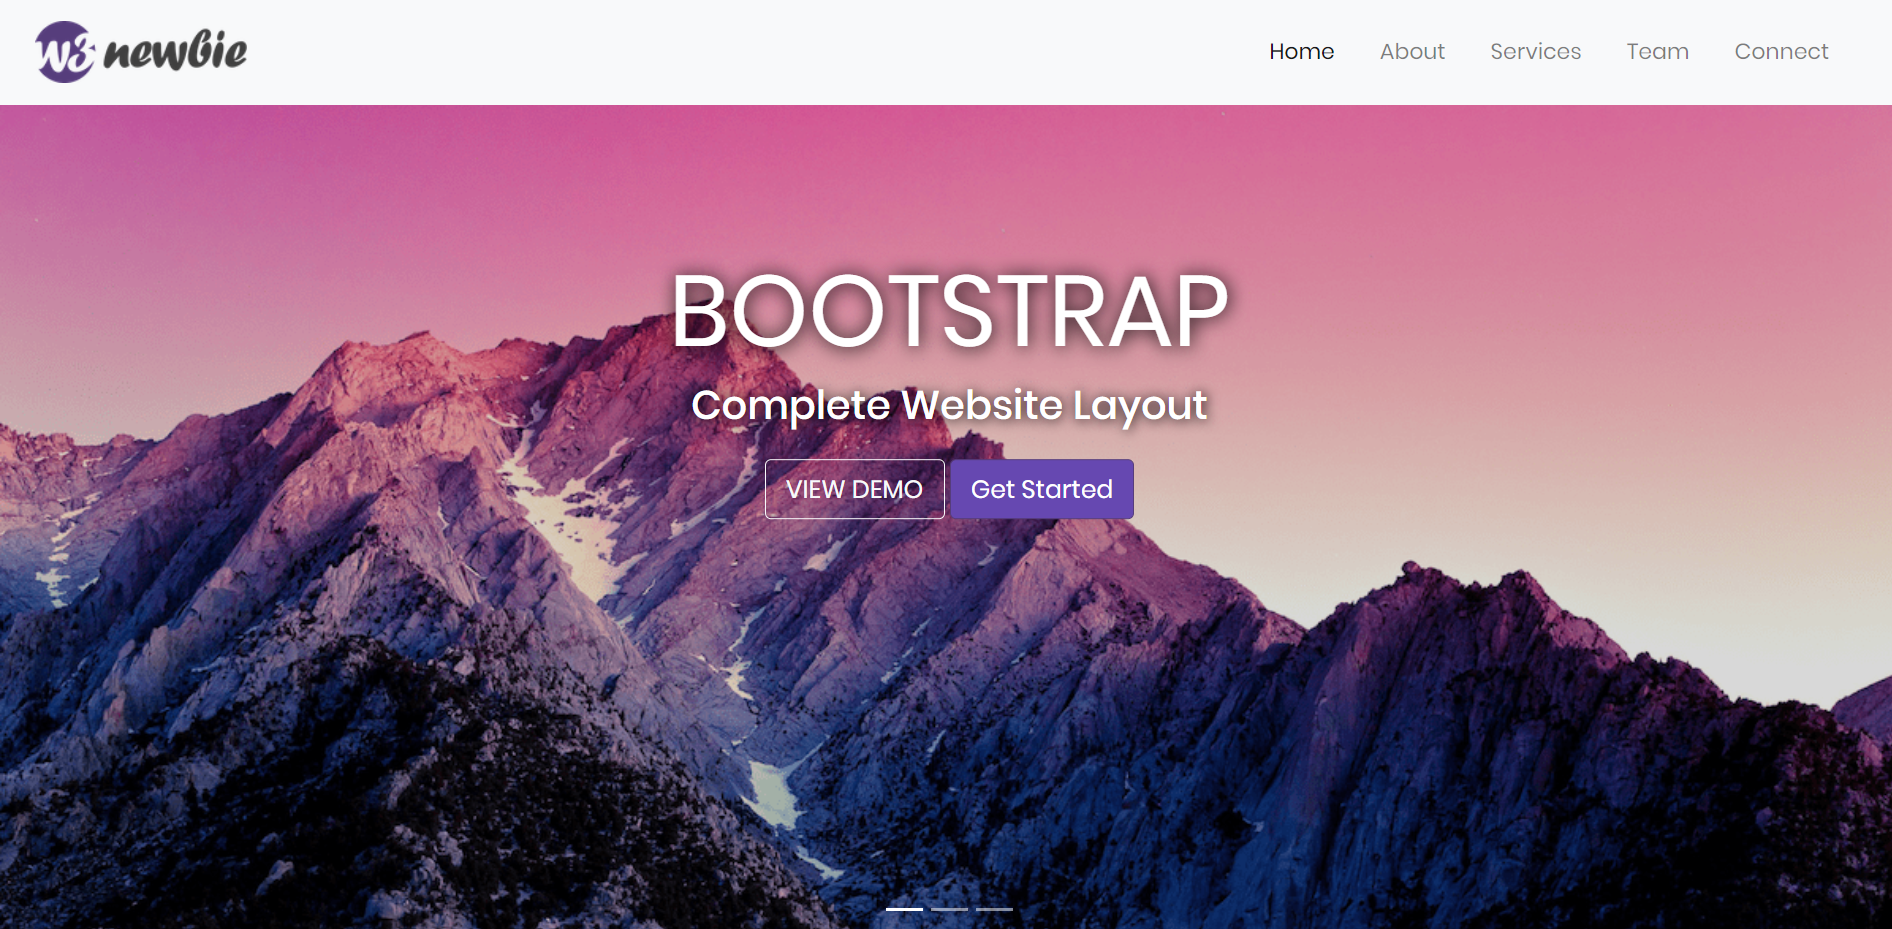 W3 newbie
Home About Services Team Connect
BOOTSTRAP
Complete Website Layout
VIEW DEMO Get Started